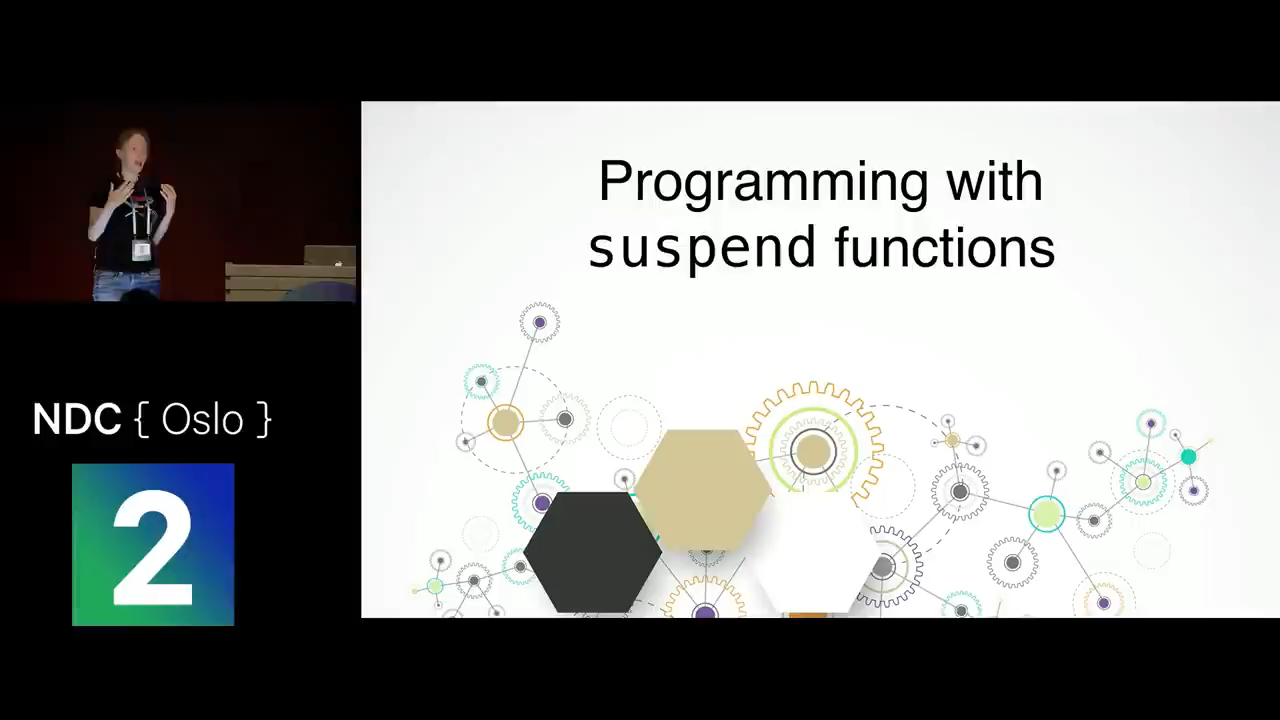 Programming with
suspend functions
NDC { Oslo }
2